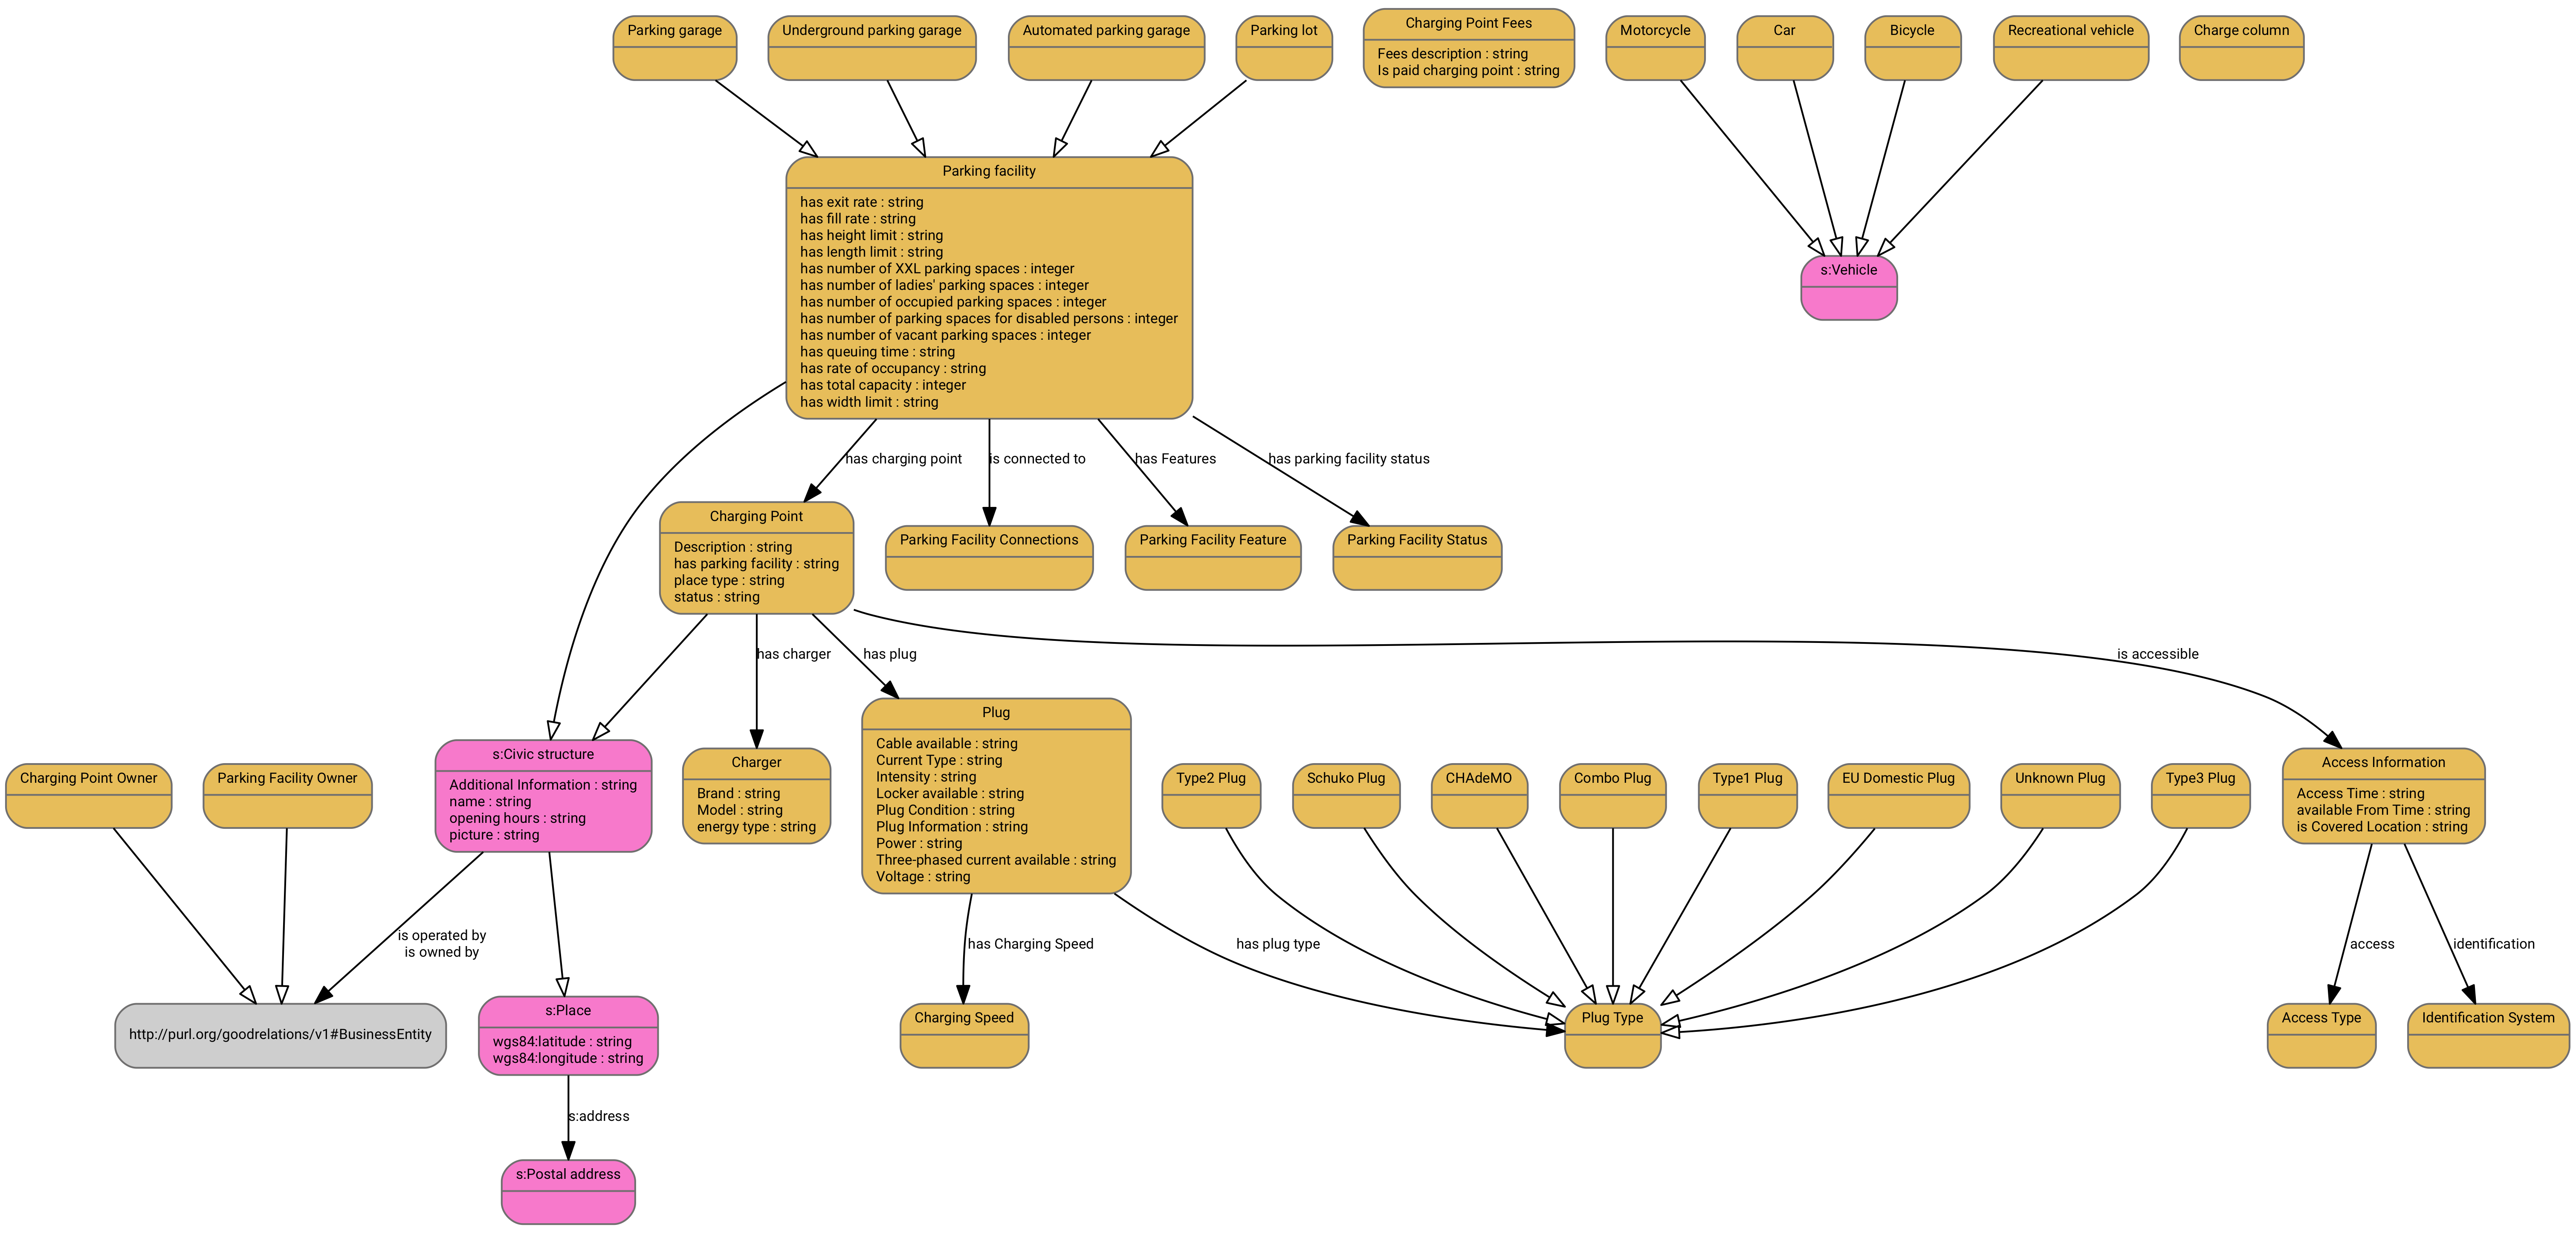 Parking garage
Underground parking garage
Automated parking garage
Parking lot
Charging Point Fees
Fees description : string
Is paid charging point : string
Motorcycle
Car
Bicycle
Recreational vehicle
Charge column
Parking facility
has exit rate : string
has fill rate : string
has height limit : string
has length limit : string
has number of XXL parking spaces : integer
has number of ladies' parking spaces : integer
has number of occupied parking spaces : integer
has number of parking spaces for disabled persons : integer
has number of vacant parking spaces : integer
has queuing time : string
has rate of occupancy : string
has total capacity : integer
has width limit : string
s:Vehicle
has charging point
is connected to
has Features
has parking facility status
Charging Point
Description : string
has parking facility : string
place type : string
status : string
Parking Facility Connections
Parking Facility Feature
Parking Facility Status
has charger
has plug
is accessible
Charging Point Owner
Parking Facility Owner
s:Civic structure
Additional Information : string
name : string
opening hours : string
picture : string
Charger
Brand : string
Model : string
energy type : string
Plug
Cable available : string
Current Type : string
Intensity : string
Locker available : string
Plug Condition : string
Plug Information : string
Power : string
Three-phased current available : string
Voltage : string
Type2 Plug
Schuko Plug
CHAdeMO
Combo Plug
Type1 Plug
EU Domestic Plug
Unknown Plug
Type3 Plug
Access Information
Access Time : string
available From Time : string
is Covered Location : string
is operated by
is owned by
has Charging Speed
has plug type
access
identification
http://purl.org/goodrelations/v1#BusinessEntity
s:Place
wgs84:latitude : string
wgs84:longitude : string
Charging Speed
Plug Type
Access Type
Identification System
s:address
s:Postal address